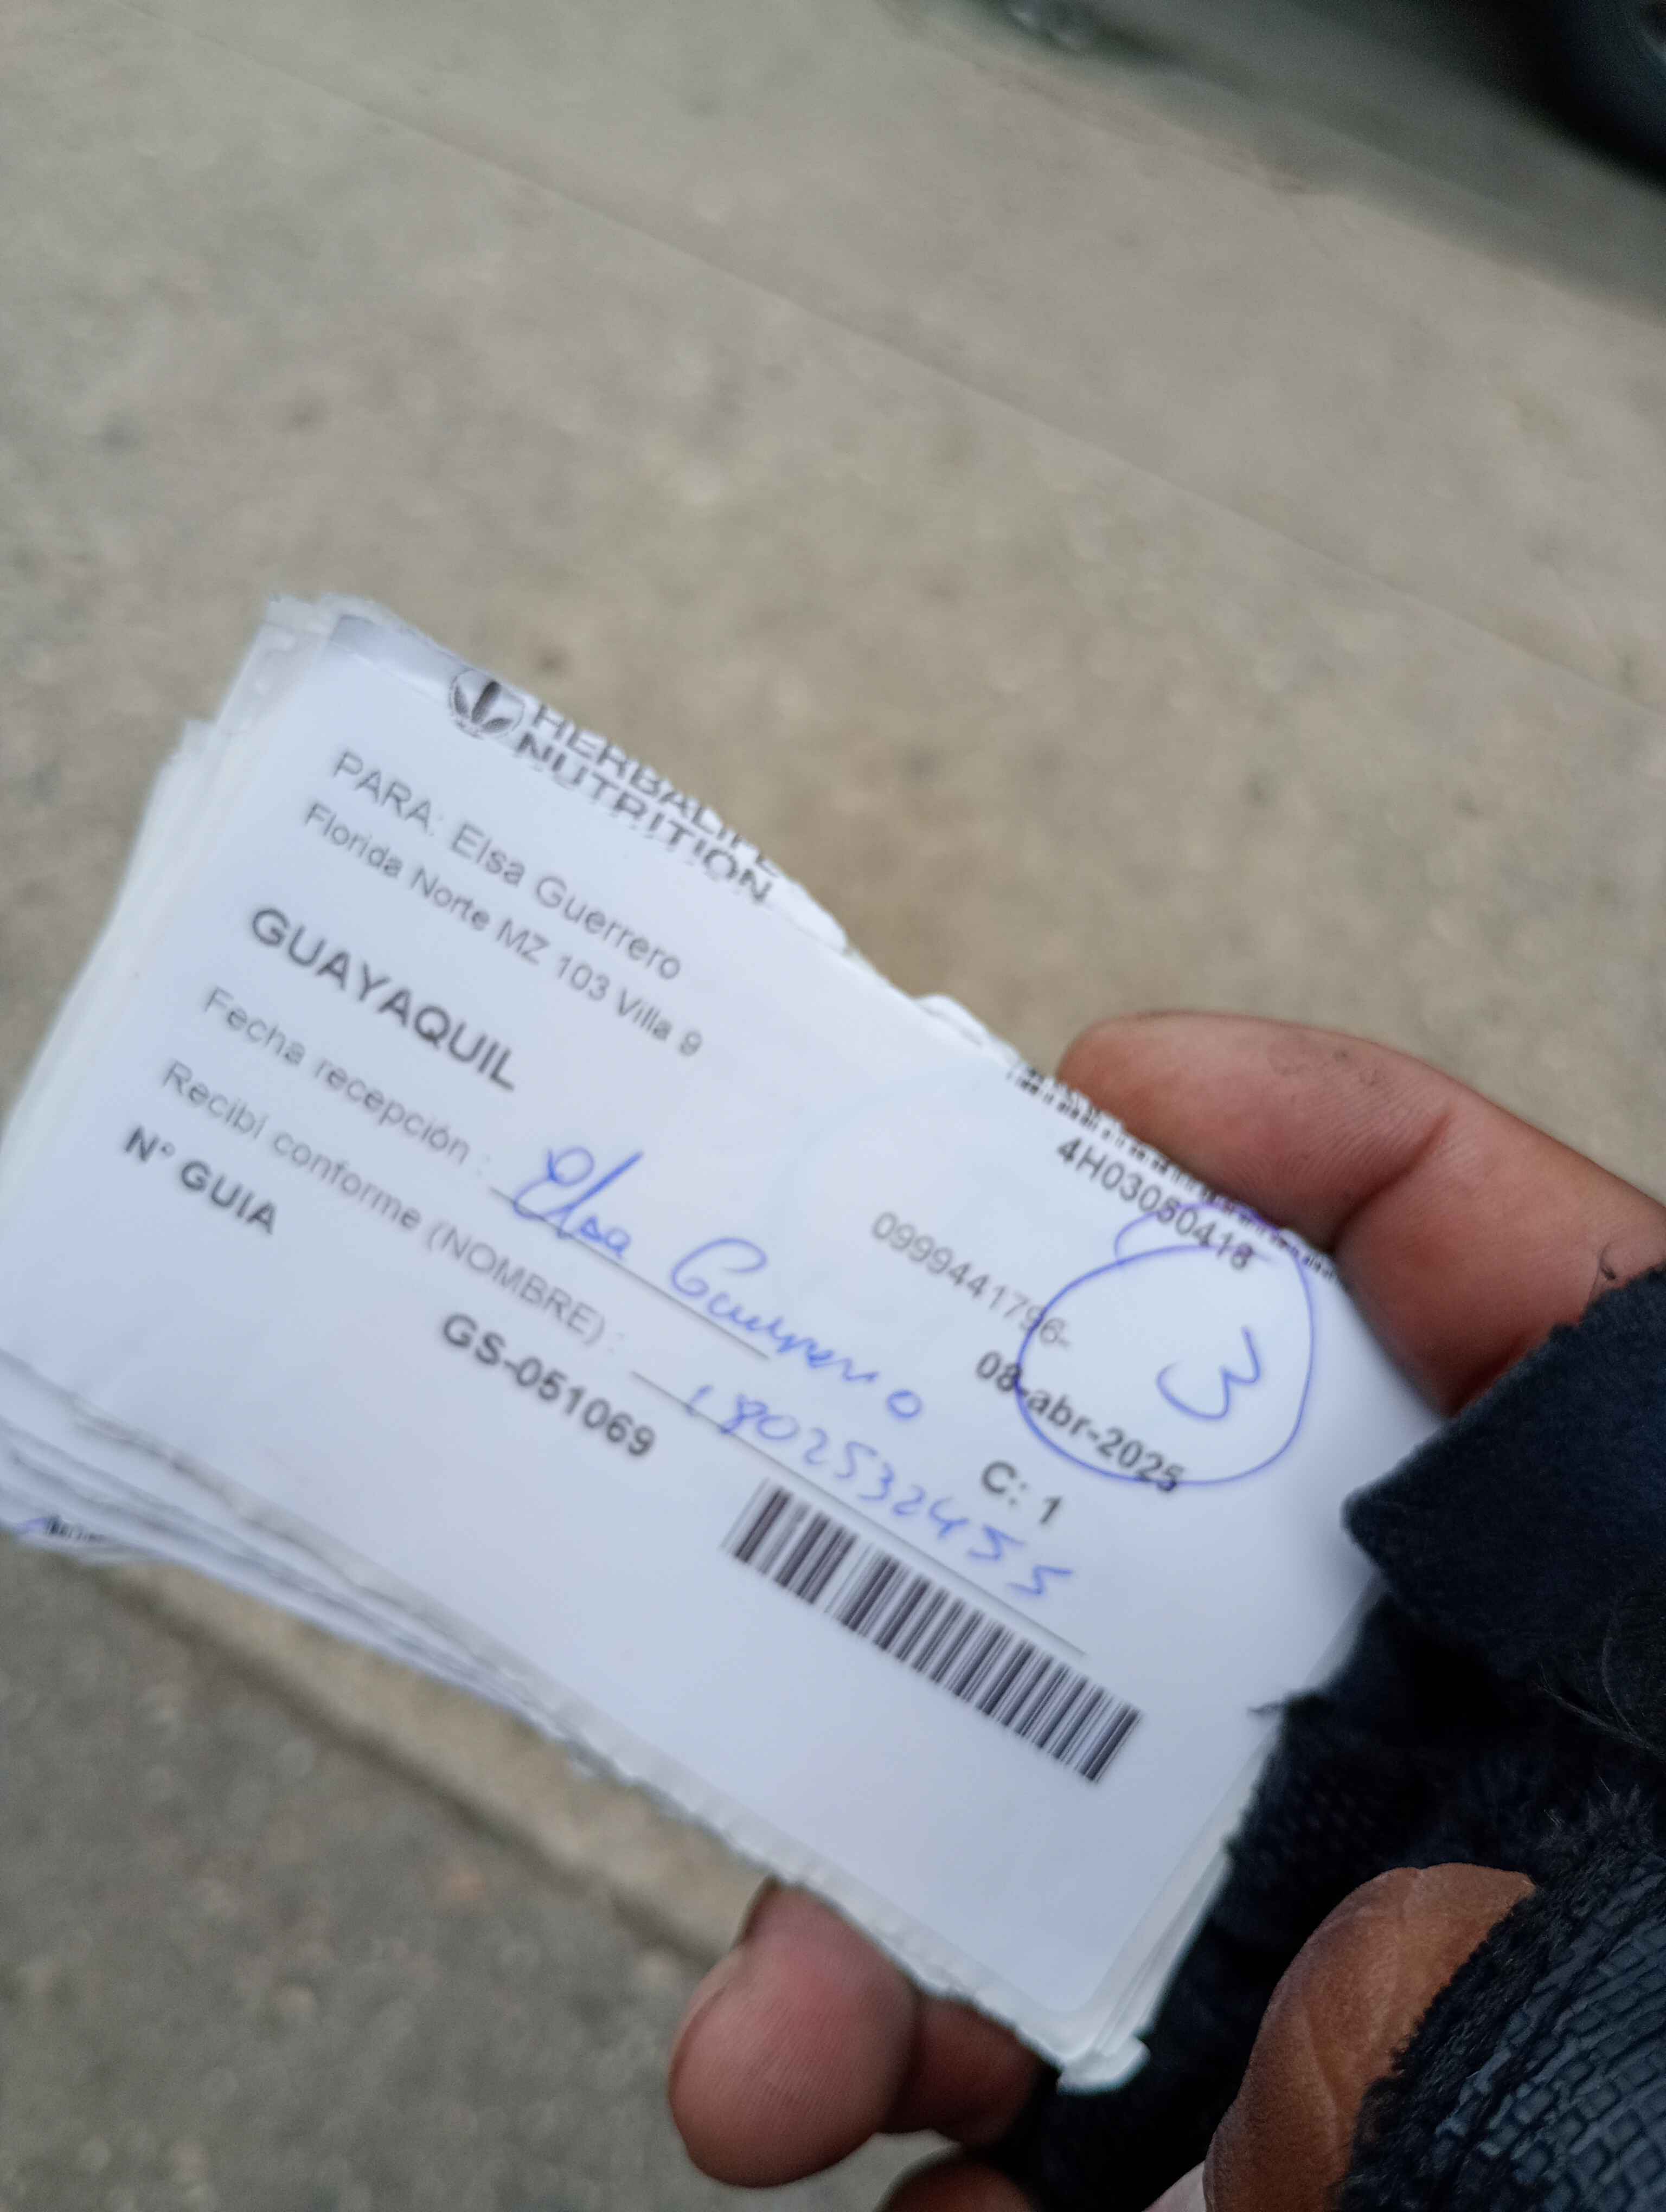 HERBALIFE
NUTRITION
4H03050418
PARA: Elsa Guerrero
Florida Norte MZ 103 Villa 9
0999441796-
GUAYAQUIL
08-abr-2025
3
Fecha recepción :
Elsa Guerrero
C: 1
Recibí conforme (NOMBRE) :
1802532455
N° GUIA
GS-051069